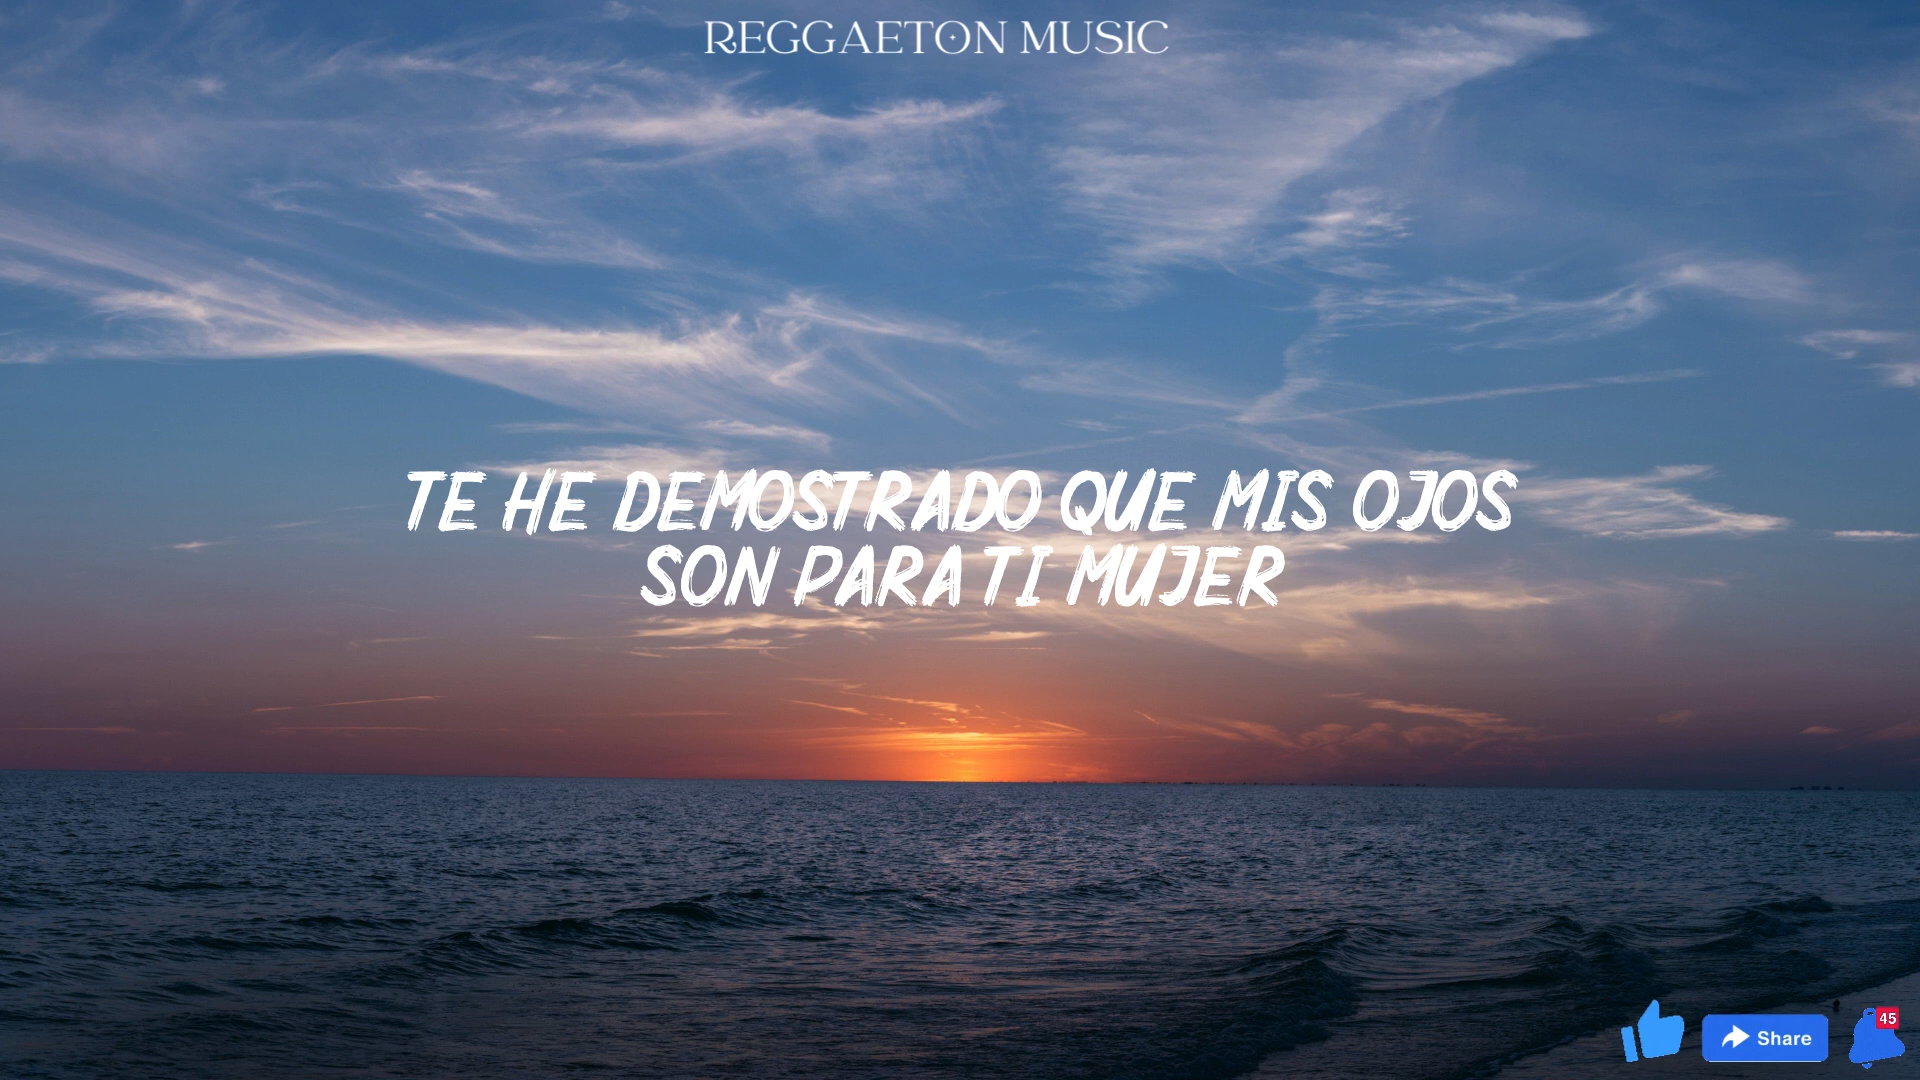 REGGAETON MUSIC
TE HE DEMOSTRADO QUE MIS OJOS
SON PARA TI MUJER
Share
45